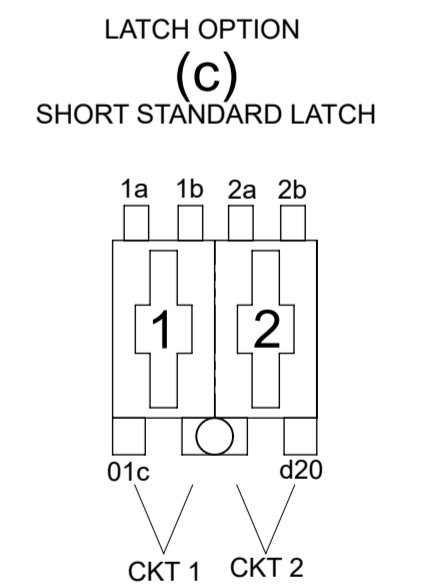 LATCH OPTION
(c)
SHORT STANDARD LATCH
1a 1b 2a 2b
1 2
01c d20
CKT 1 CKT 2